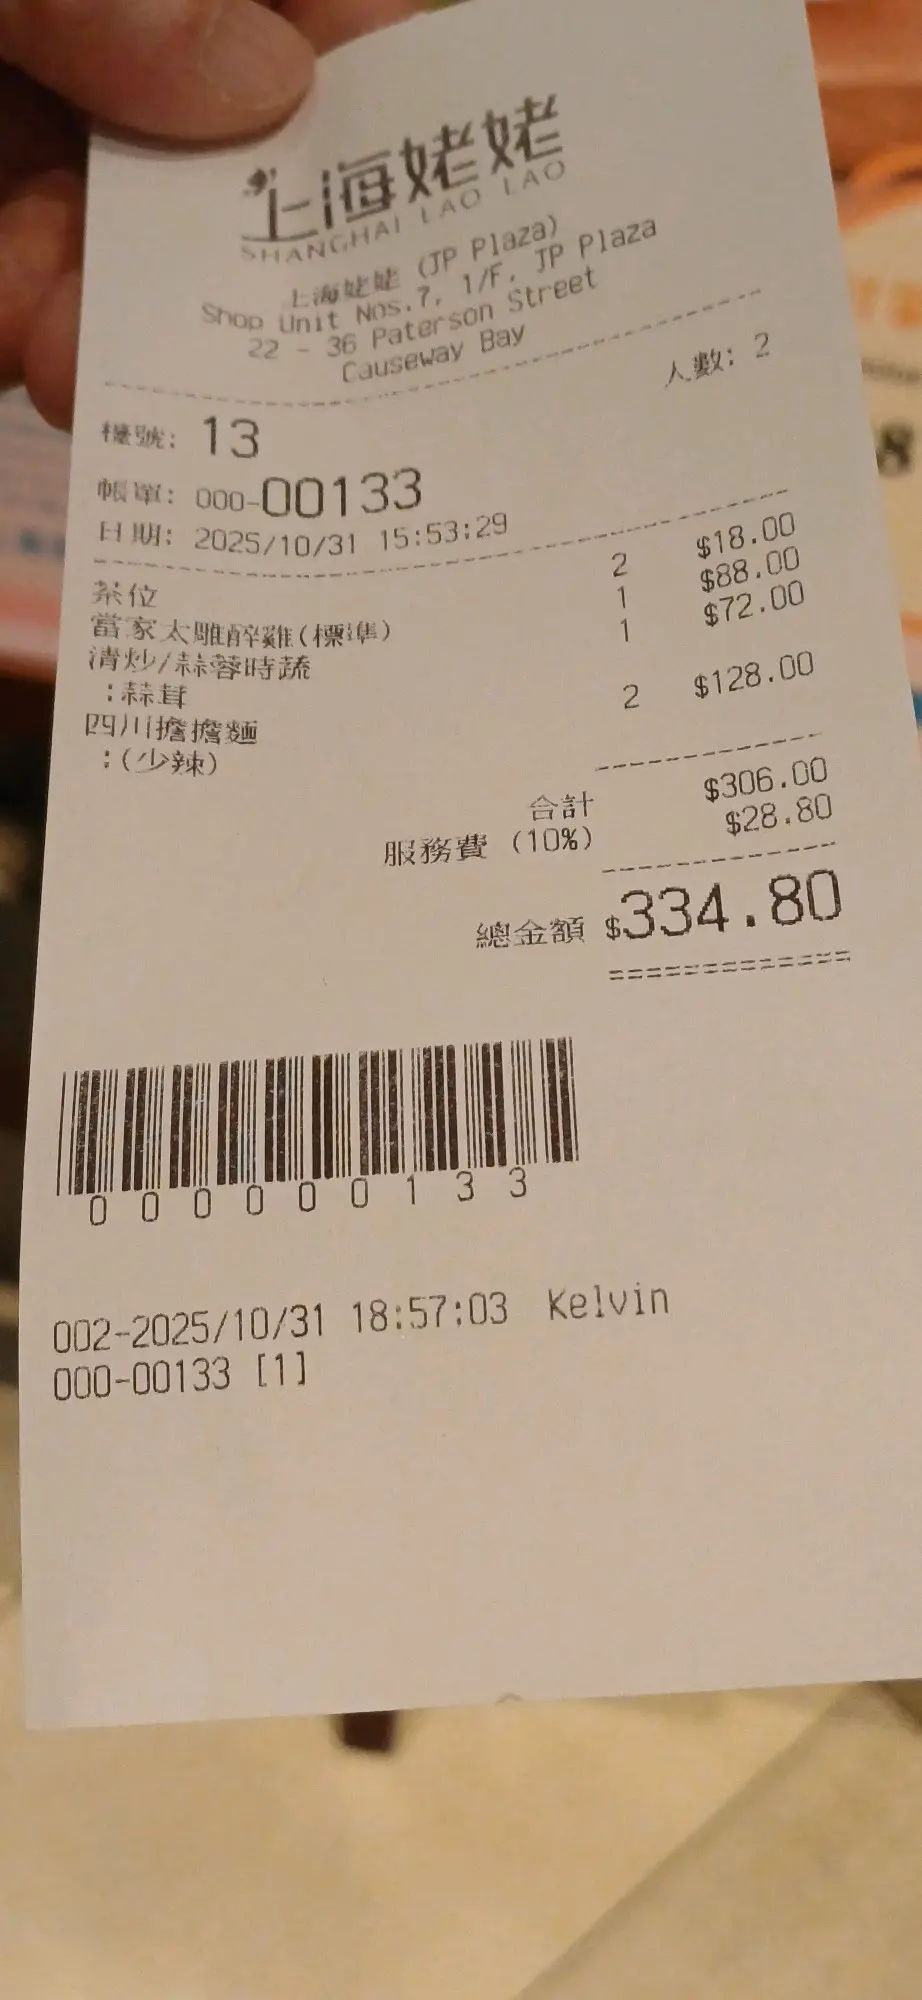 上海姥姥
SHANGHAI LAO LAO
上海姥姥 (JP Plaza)
Shop Unit Nos.7, 1/F, JP Plaza
22 - 36 Paterson Street
Causeway Bay
人數: 2
檯號: 13
帳單: 000-00133
日期: 2025/10/31 15:53:29
茶位 2 $18.00
當家太雕醉雞(標準) 1 $88.00
清炒/蒜蓉時蔬 1 $72.00
:蒜茸
四川擔擔麵 2 $128.00
:(少辣)
合計 $306.00
服務費 (10%) $28.80
總金額 $334.80
=============
000000133
002-2025/10/31 18:57:03 Kelvin
000-00133 [1]
8